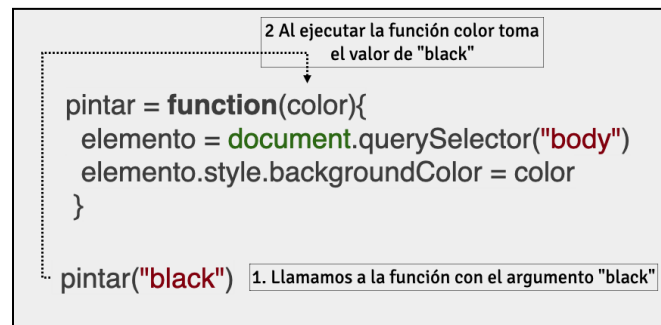 2 Al ejecutar la función color toma
el valor de "black"
pintar = function(color){
elemento = document.querySelector("body")
elemento.style.backgroundColor = color
}
pintar("black")
1. Llamamos a la función con el argumento "black"